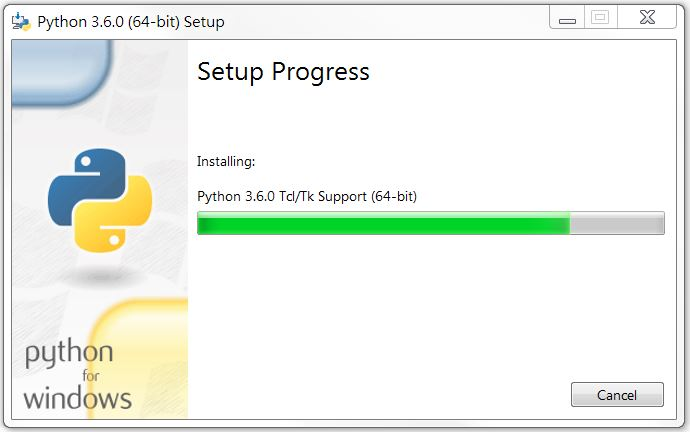 Python 3.6.0 (64-bit) Setup
Setup Progress
Installing:
Python 3.6.0 Tcl/Tk Support (64-bit)
python
for
windows
Cancel